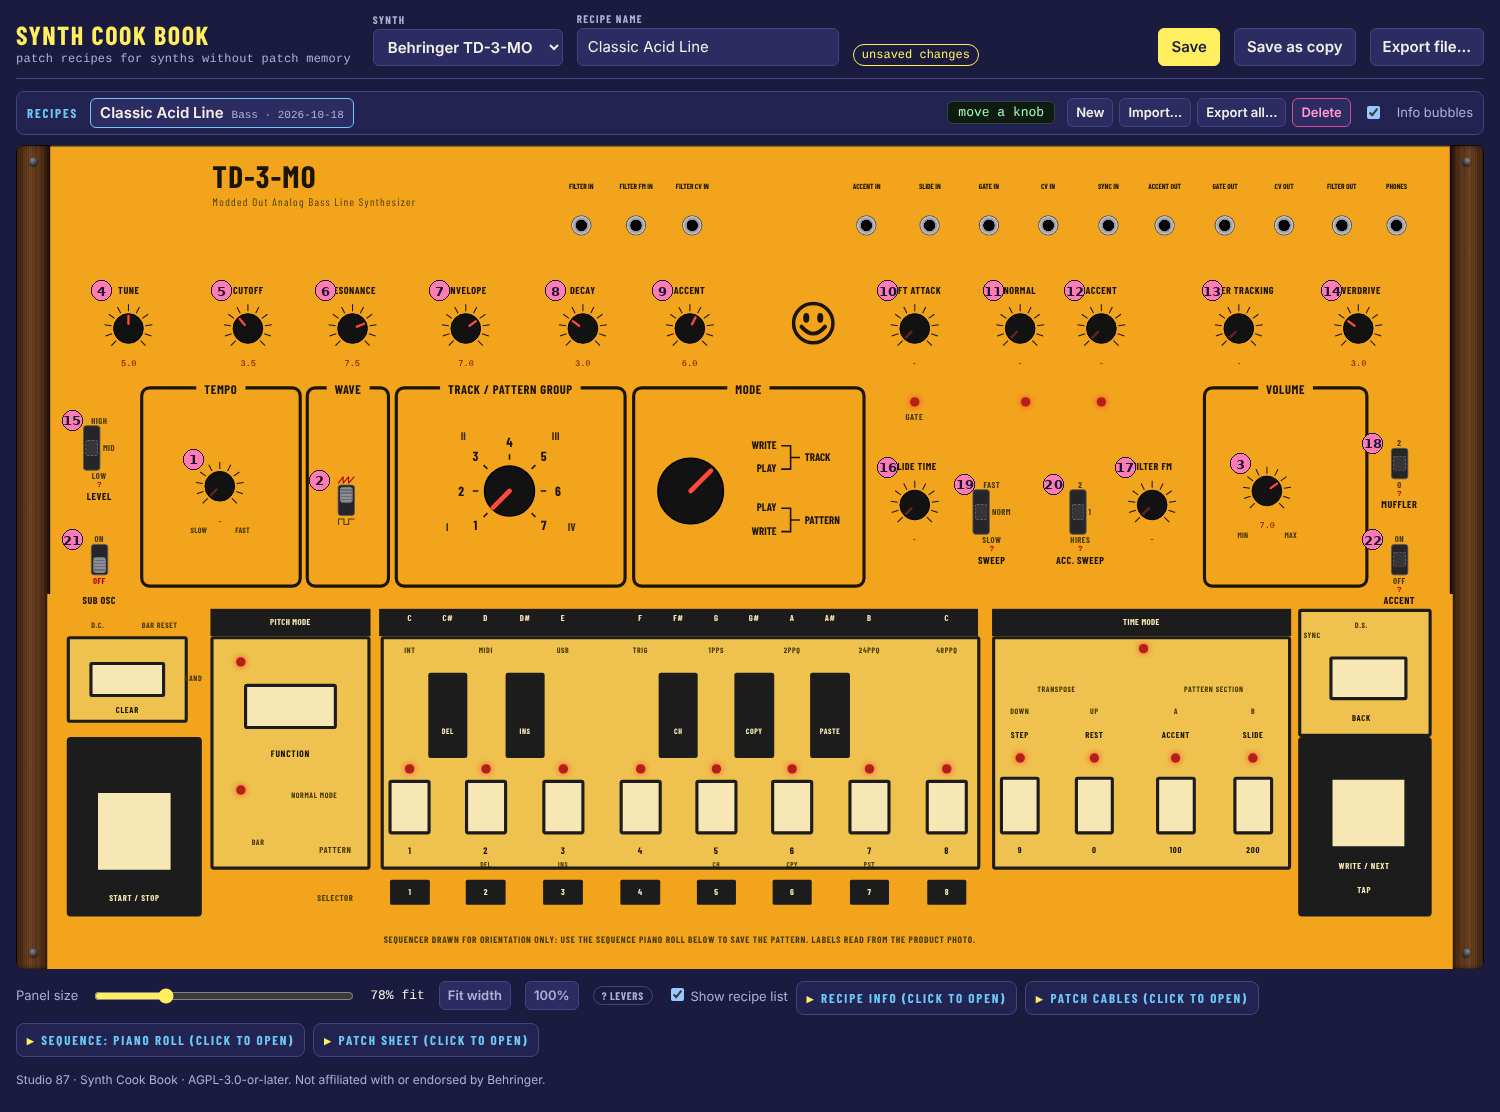 SYNTH COOK BOOK
patch recipes for synths without patch memory
SYNTH
Behringer TD-3-MO
RECIPE NAME
Classic Acid Line
unsaved changes
Save
Save as copy
Export file...
RECIPES
Classic Acid Line Bass · 2026-10-18
move a knob
New
Import...
Export all...
Delete
Info bubbles
TD-3-MO
Modded Out Analog Bass Line Synthesizer
FILTER IN
FILTER FM IN
FILTER CV IN
ACCENT IN
SLIDE IN
GATE IN
CV IN
SYNC IN
ACCENT OUT
GATE OUT
CV OUT
FILTER OUT
PHONES
4 TUNE
5 CUTOFF
6 ESONANCE
7 NVELOPE
8 DECAY
9 ACCENT
10 FT ATTACK
11 NORMAL
12 ACCENT
13 ER TRACKING
14 VERDRIVE
5.0
3.5
7.5
7.0
3.0
6.0
-
-
-
-
3.0
TEMPO
WAVE
TRACK / PATTERN GROUP
MODE
VOLUME
GATE
15 HIGH
MID
LOW
?
LEVEL
1
-
SLOW FAST
2
I
II
III
IV
1
2
3
4
5
6
7
WRITE
PLAY
TRACK
PLAY
WRITE
PATTERN
16 LIDE TIME
-
19 FAST
NORM
SLOW
?
SWEEP
20 2
1
HIRES
?
ACC. SWEEP
17 ILTER FM
-
3
7.0
MIN MAX
18 2
0
?
MUFFLER
21 ON
OFF
SUB OSC
22 ON
OFF
?
ACCENT
D.C. BAR RESET
AND
CLEAR
START / STOP
PITCH MODE
FUNCTION
NORMAL MODE
BAR
PATTERN
SELECTOR
C C# D D# E F F# G G# A A# B C
INT MIDI USB TRIG 1PPS 2PPQ 24PPQ 48PPQ
DEL INS CH COPY PASTE
1 2 3 4 5 6 7 8
DEL INS CH CPY PST
1 2 3 4 5 6 7 8
TIME MODE
TRANSPOSE PATTERN SECTION
DOWN UP A B
STEP REST ACCENT SLIDE
9 0 100 200
D.S.
SYNC
BACK
WRITE / NEXT
TAP
SEQUENCER DRAWN FOR ORIENTATION ONLY: USE THE SEQUENCE PIANO ROLL BELOW TO SAVE THE PATTERN. LABELS READ FROM THE PRODUCT PHOTO.
Panel size
78% fit
Fit width
100%
? LEVERS
Show recipe list
▸ RECIPE INFO (CLICK TO OPEN)
▸ PATCH CABLES (CLICK TO OPEN)
▸ SEQUENCE: PIANO ROLL (CLICK TO OPEN)
▸ PATCH SHEET (CLICK TO OPEN)
Studio 87 · Synth Cook Book · AGPL-3.0-or-later. Not affiliated with or endorsed by Behringer.